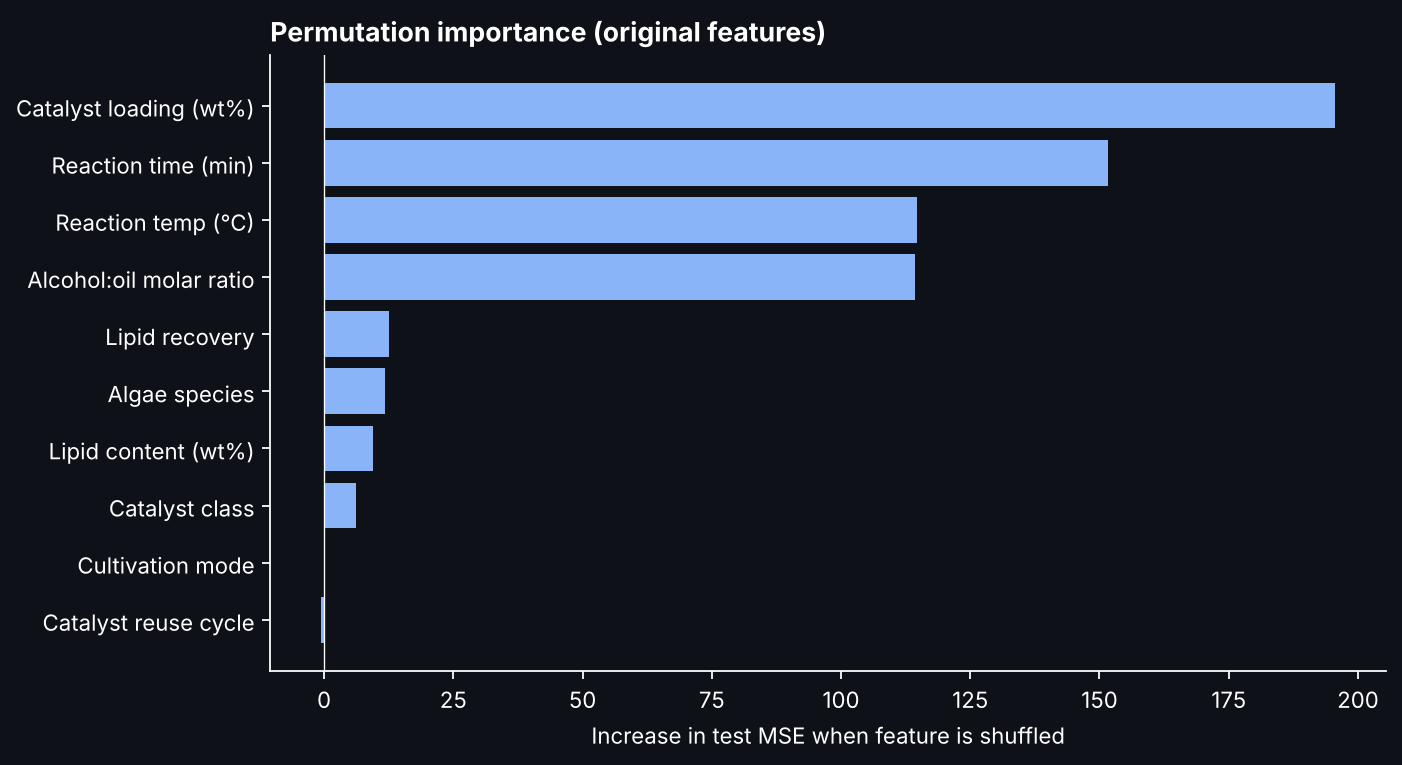 Permutation importance (original features)
Catalyst loading (wt%)
Reaction time (min)
Reaction temp (°C)
Alcohol:oil molar ratio
Lipid recovery
Algae species
Lipid content (wt%)
Catalyst class
Cultivation mode
Catalyst reuse cycle
0 25 50 75 100 125 150 175 200
Increase in test MSE when feature is shuffled